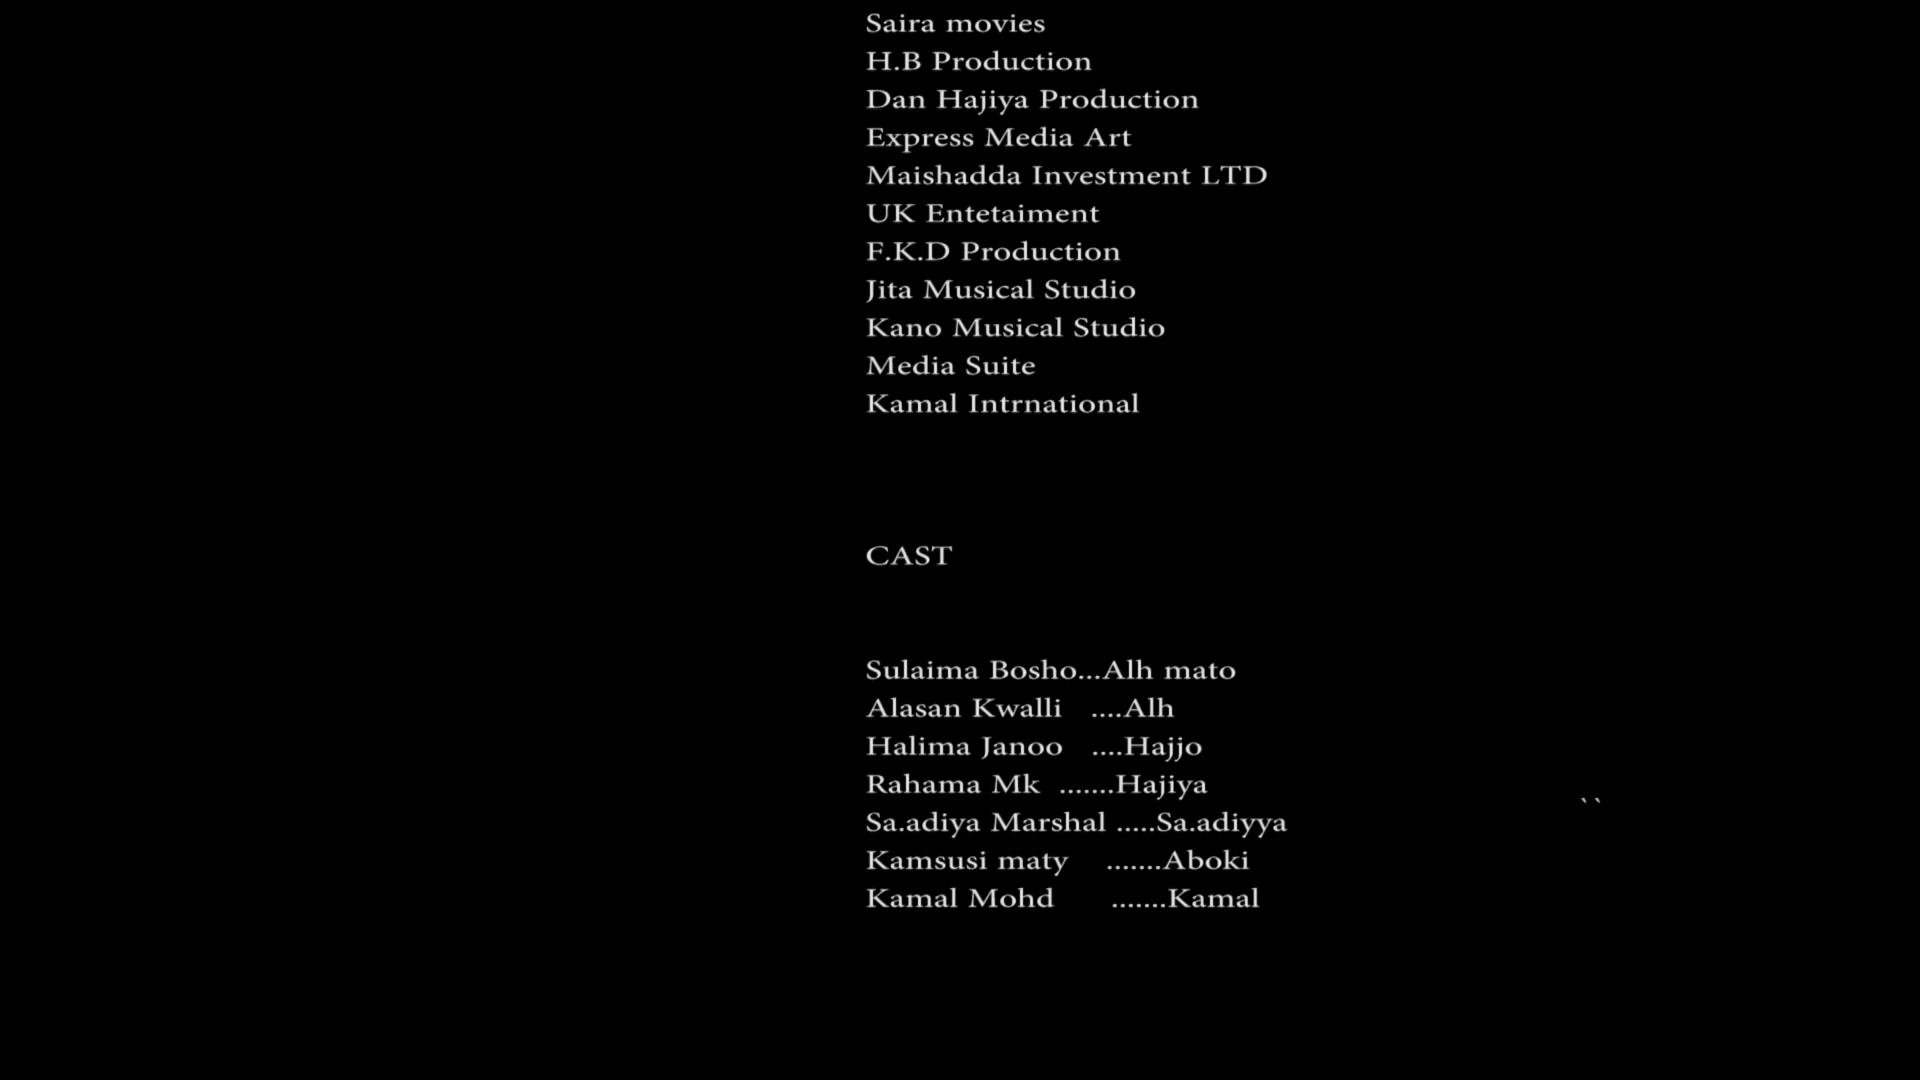 Saira movies
H.B Production
Dan Hajiya Production
Express Media Art
Maishadda Investment LTD
UK Entetaiment
F.K.D Production
Jita Musical Studio
Kano Musical Studio
Media Suite
Kamal Intrnational
CAST
Sulaima Bosho...Alh mato
Alasan Kwalli ....Alh
Halima Janoo ....Hajjo
Rahama Mk .......Hajiya
``
Sa.adiya Marshal .....Sa.adiyya
Kamsusi maty .......Aboki
Kamal Mohd .......Kamal